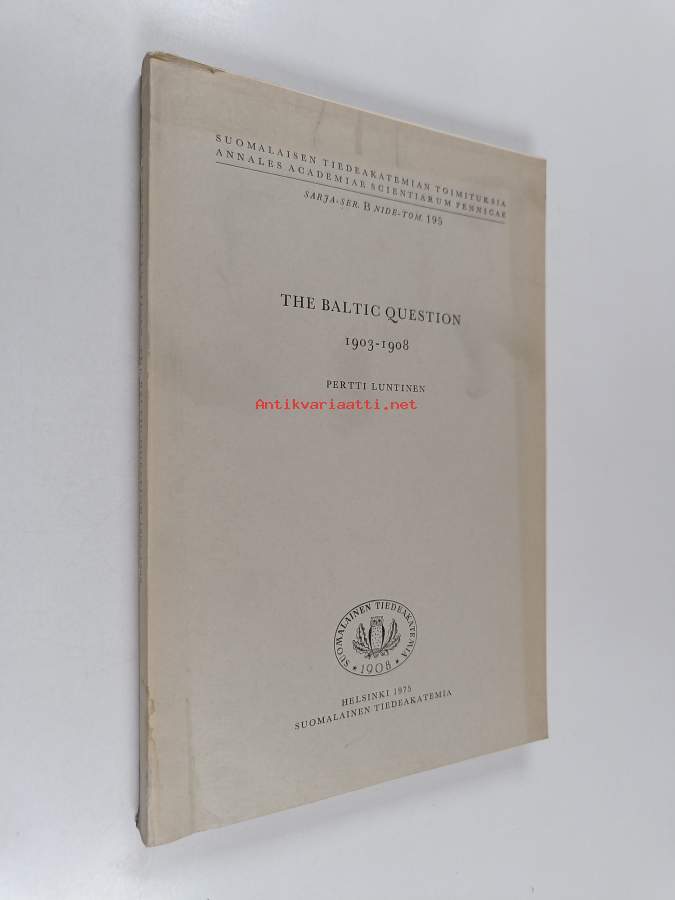 SUOMALAISEN TIEDEAKATEMIAN TOIMITUKSIA
ANNALES ACADEMIAE SCIENTIARUM FENNICAE
SARJA-SER. B NIDE-TOM. 195
THE BALTIC QUESTION
1903-1908
PERTTI LUNTINEN
Antikvariaatti.net
SUOMALAINEN TIEDEAKATEMIA
* 1908 *
HELSINKI 1975
SUOMALAINEN TIEDEAKATEMIA